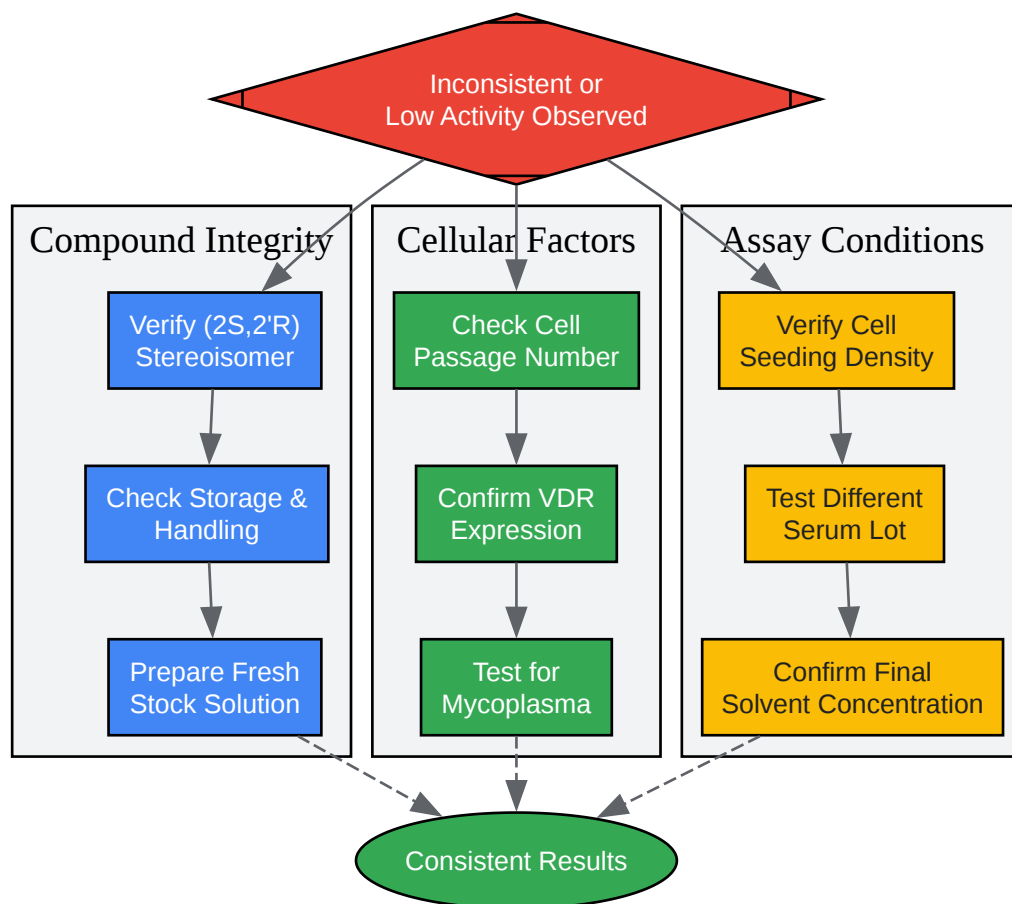 Inconsistent or
Low Activity Observed
Compound Integrity
Verify (2S,2'R)
Stereoisomer
Check Storage &
Handling
Prepare Fresh
Stock Solution
Cellular Factors
Check Cell
Passage Number
Confirm VDR
Expression
Test for
Mycoplasma
Assay Conditions
Verify Cell
Seeding Density
Test Different
Serum Lot
Confirm Final
Solvent Concentration
Consistent Results